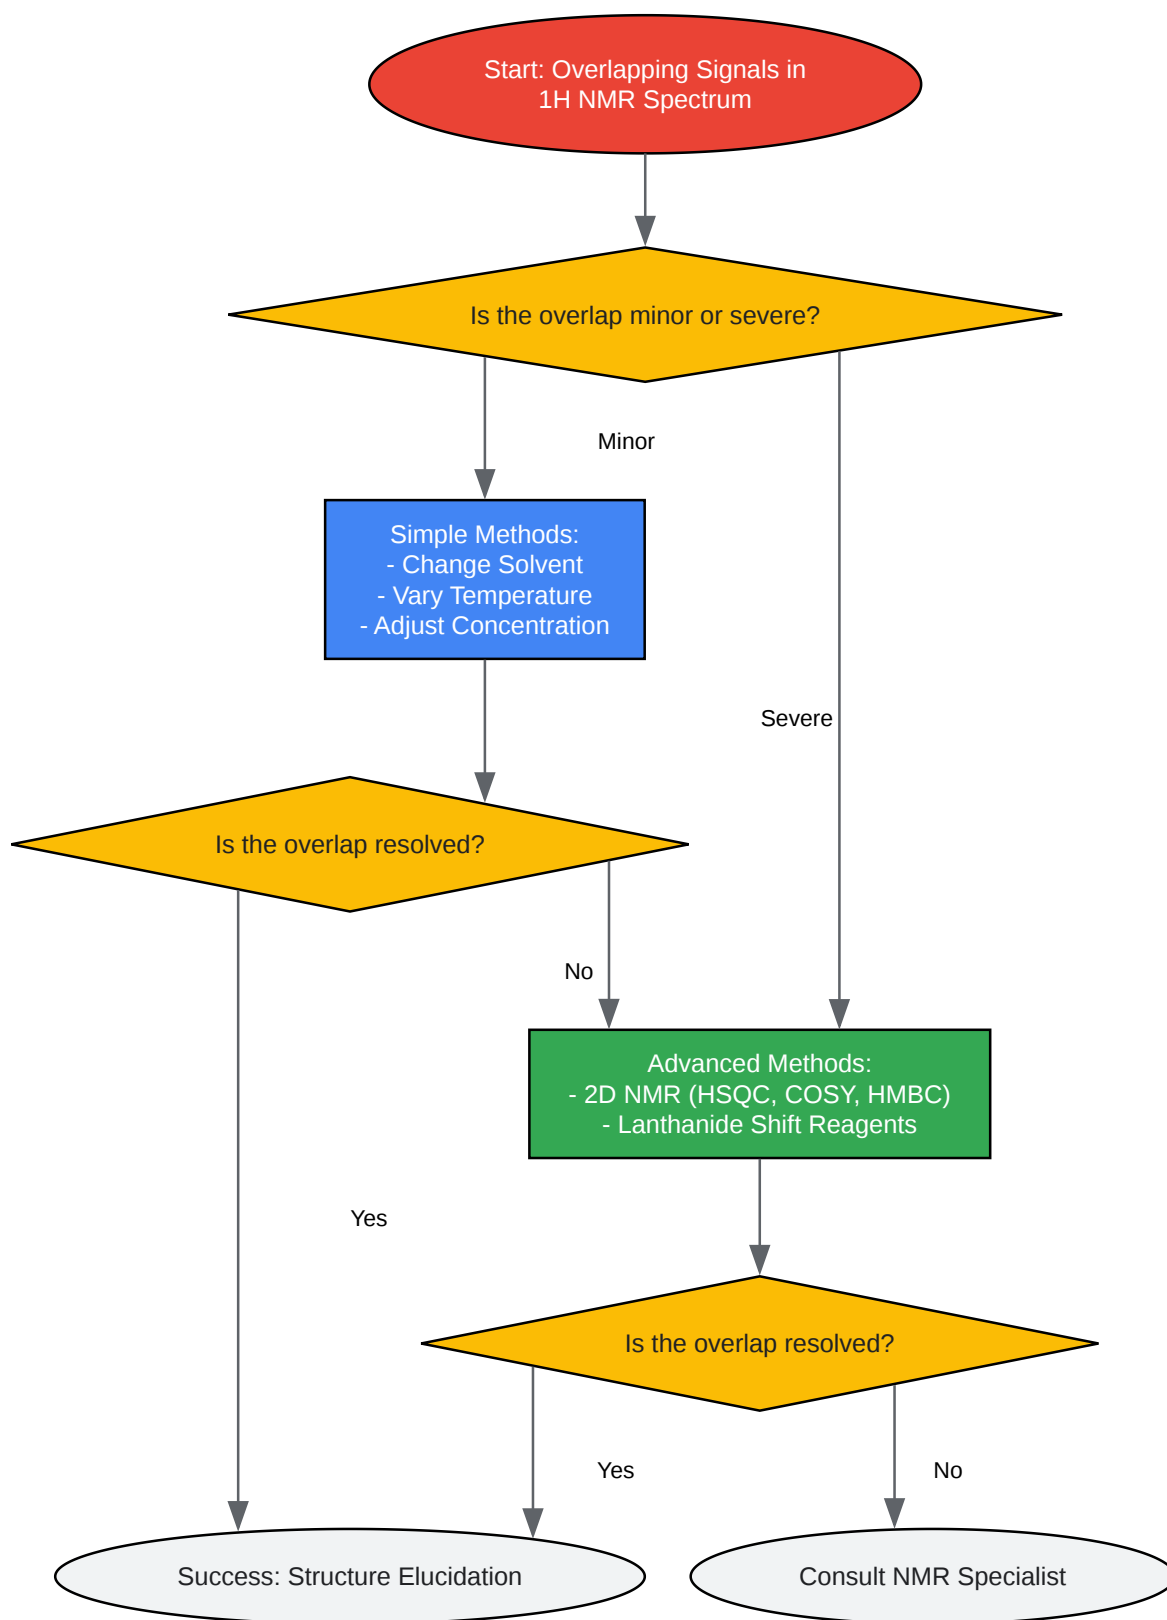 Start: Overlapping Signals in
1H NMR Spectrum
Is the overlap minor or severe?
Minor
Simple Methods:
- Change Solvent
- Vary Temperature
- Adjust Concentration
Severe
Is the overlap resolved?
No
Advanced Methods:
- 2D NMR (HSQC, COSY, HMBC)
- Lanthanide Shift Reagents
Yes
Is the overlap resolved?
Yes
No
Success: Structure Elucidation
Consult NMR Specialist